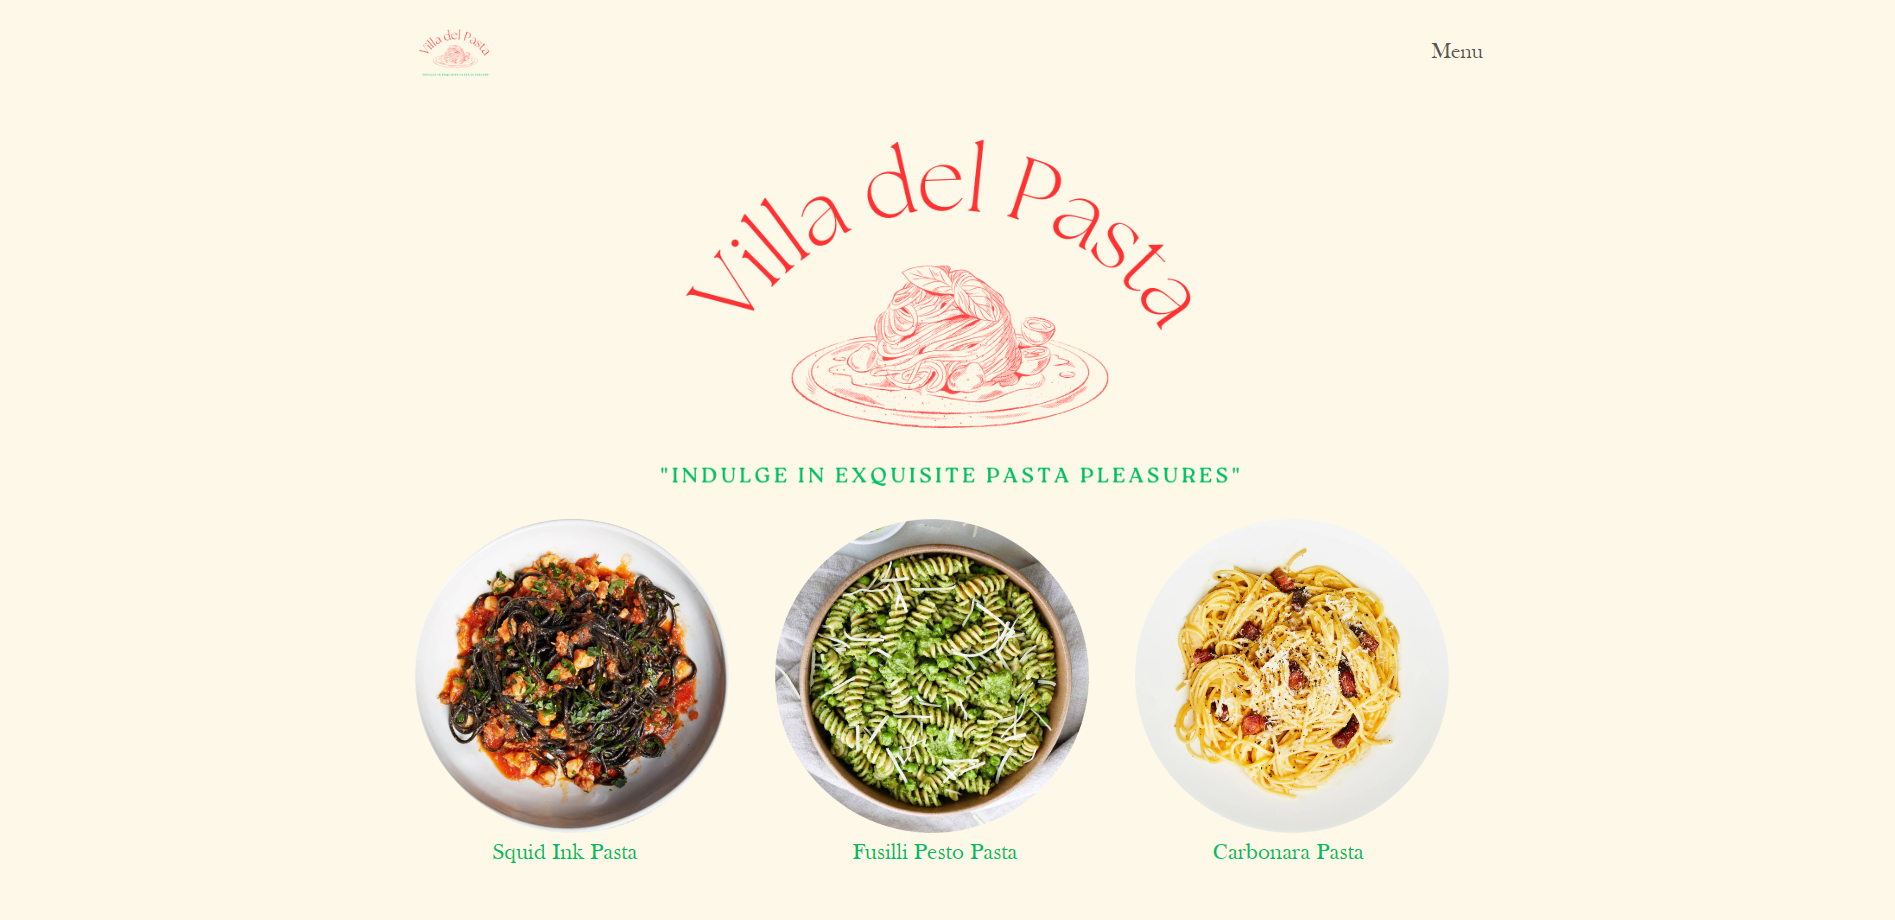 Villa del Pasta
Menu
Villa del Pasta
"INDULGE IN EXQUISITE PASTA PLEASURES"
Squid Ink Pasta
Fusilli Pesto Pasta
Carbonara Pasta